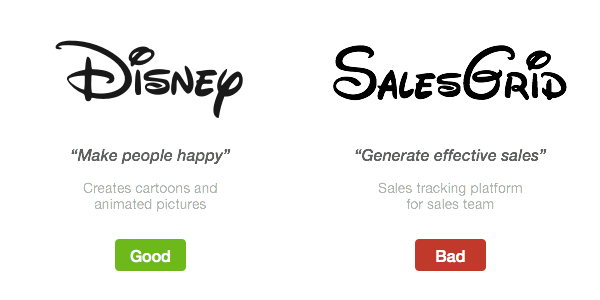 Disney
“Make people happy”
Creates cartoons and
animated pictures
Good
SalesGrid
“Generate effective sales”
Sales tracking platform
for sales team
Bad